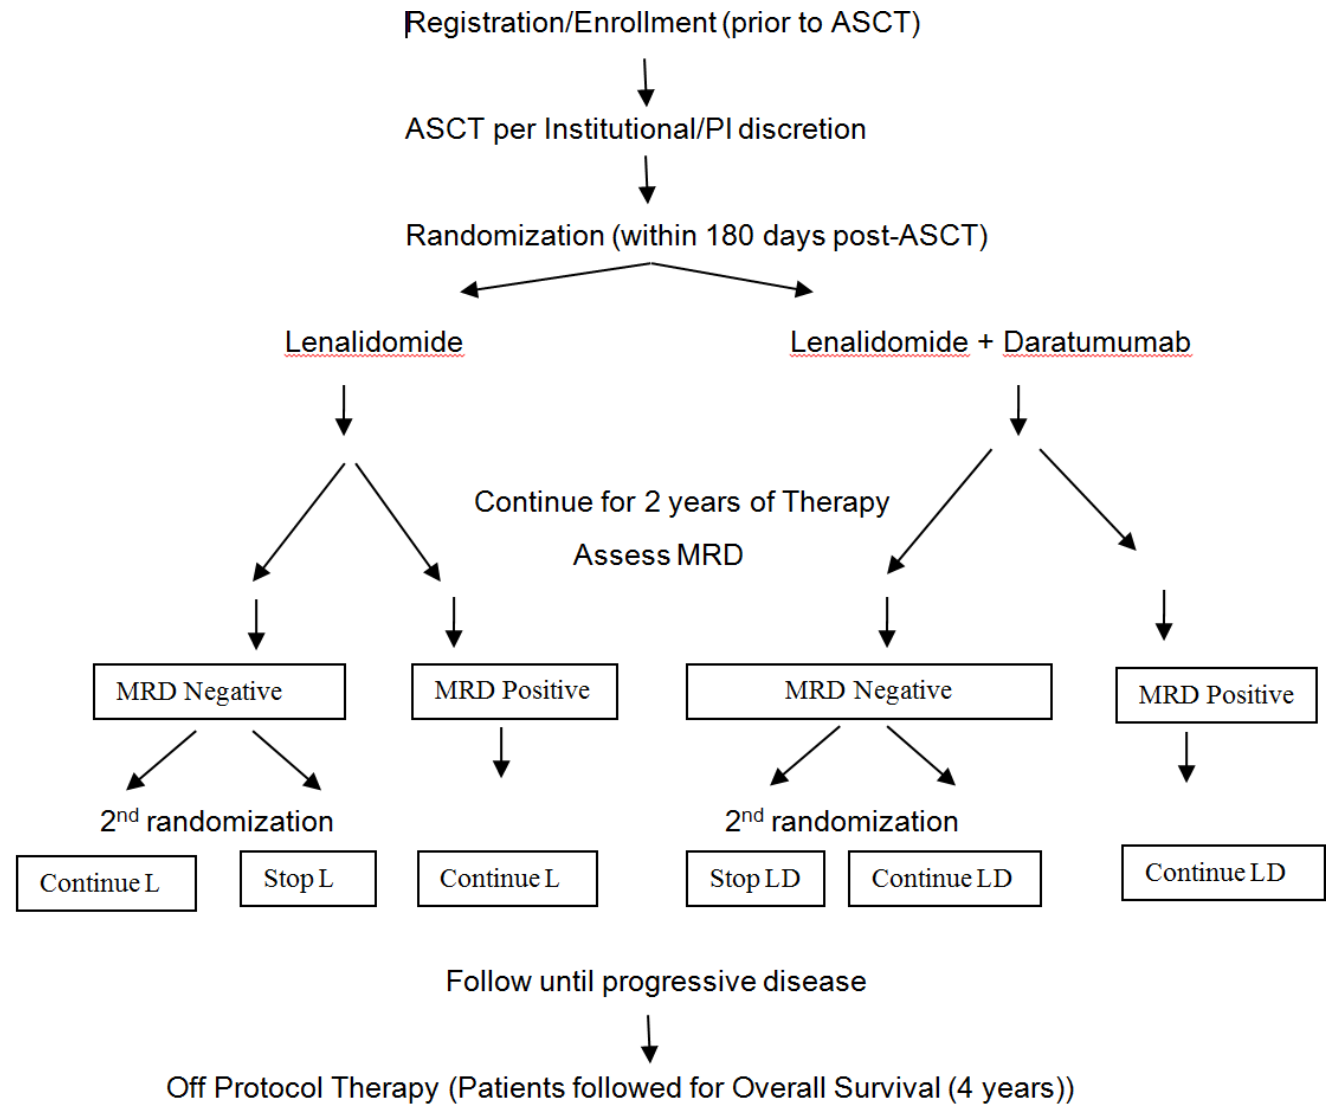 Registration/Enrollment (prior to ASCT)
ASCT per Institutional/PI discretion
Randomization (within 180 days post-ASCT)
Lenalidomide
Lenalidomide + Daratumumab
Continue for 2 years of Therapy
Assess MRD
MRD Negative
MRD Positive
MRD Negative
MRD Positive
2nd randomization
2nd randomization
Continue L
Stop L
Continue L
Stop LD
Continue LD
Continue LD
Follow until progressive disease
Off Protocol Therapy (Patients followed for Overall Survival (4 years))